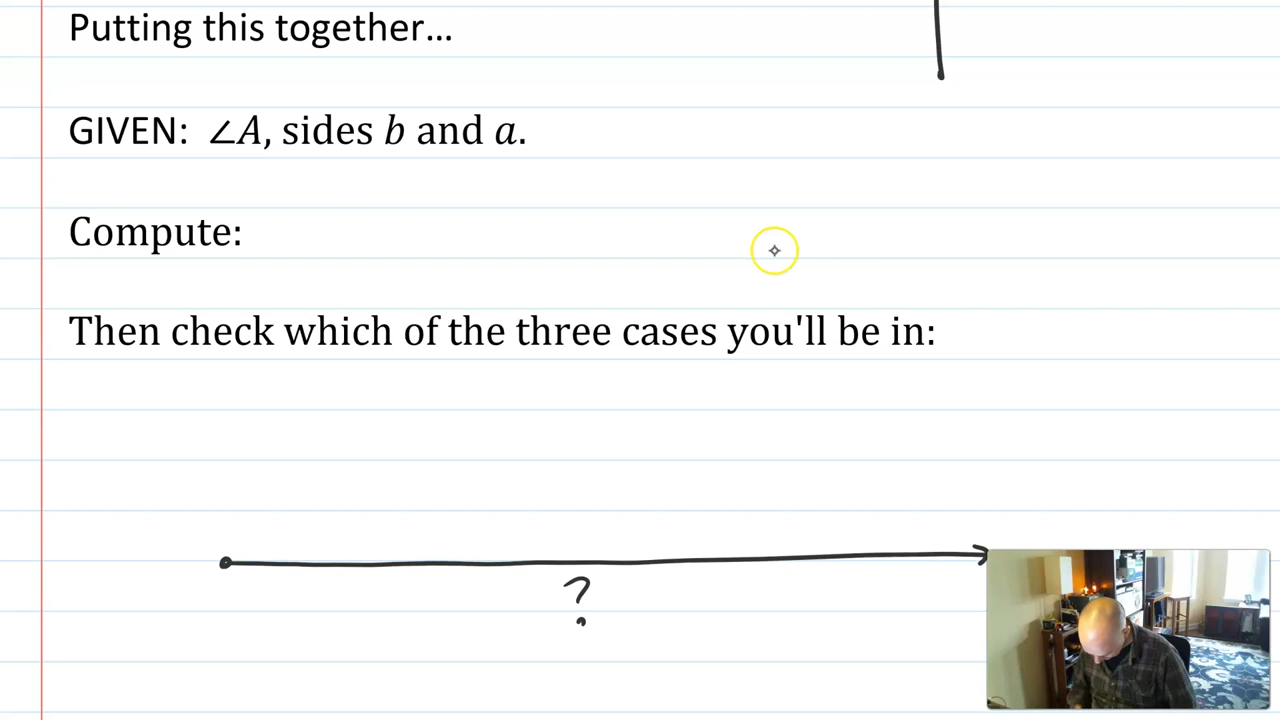 Putting this together...
GIVEN: ∠A, sides b and a.
Compute:
Then check which of the three cases you'll be in:
?